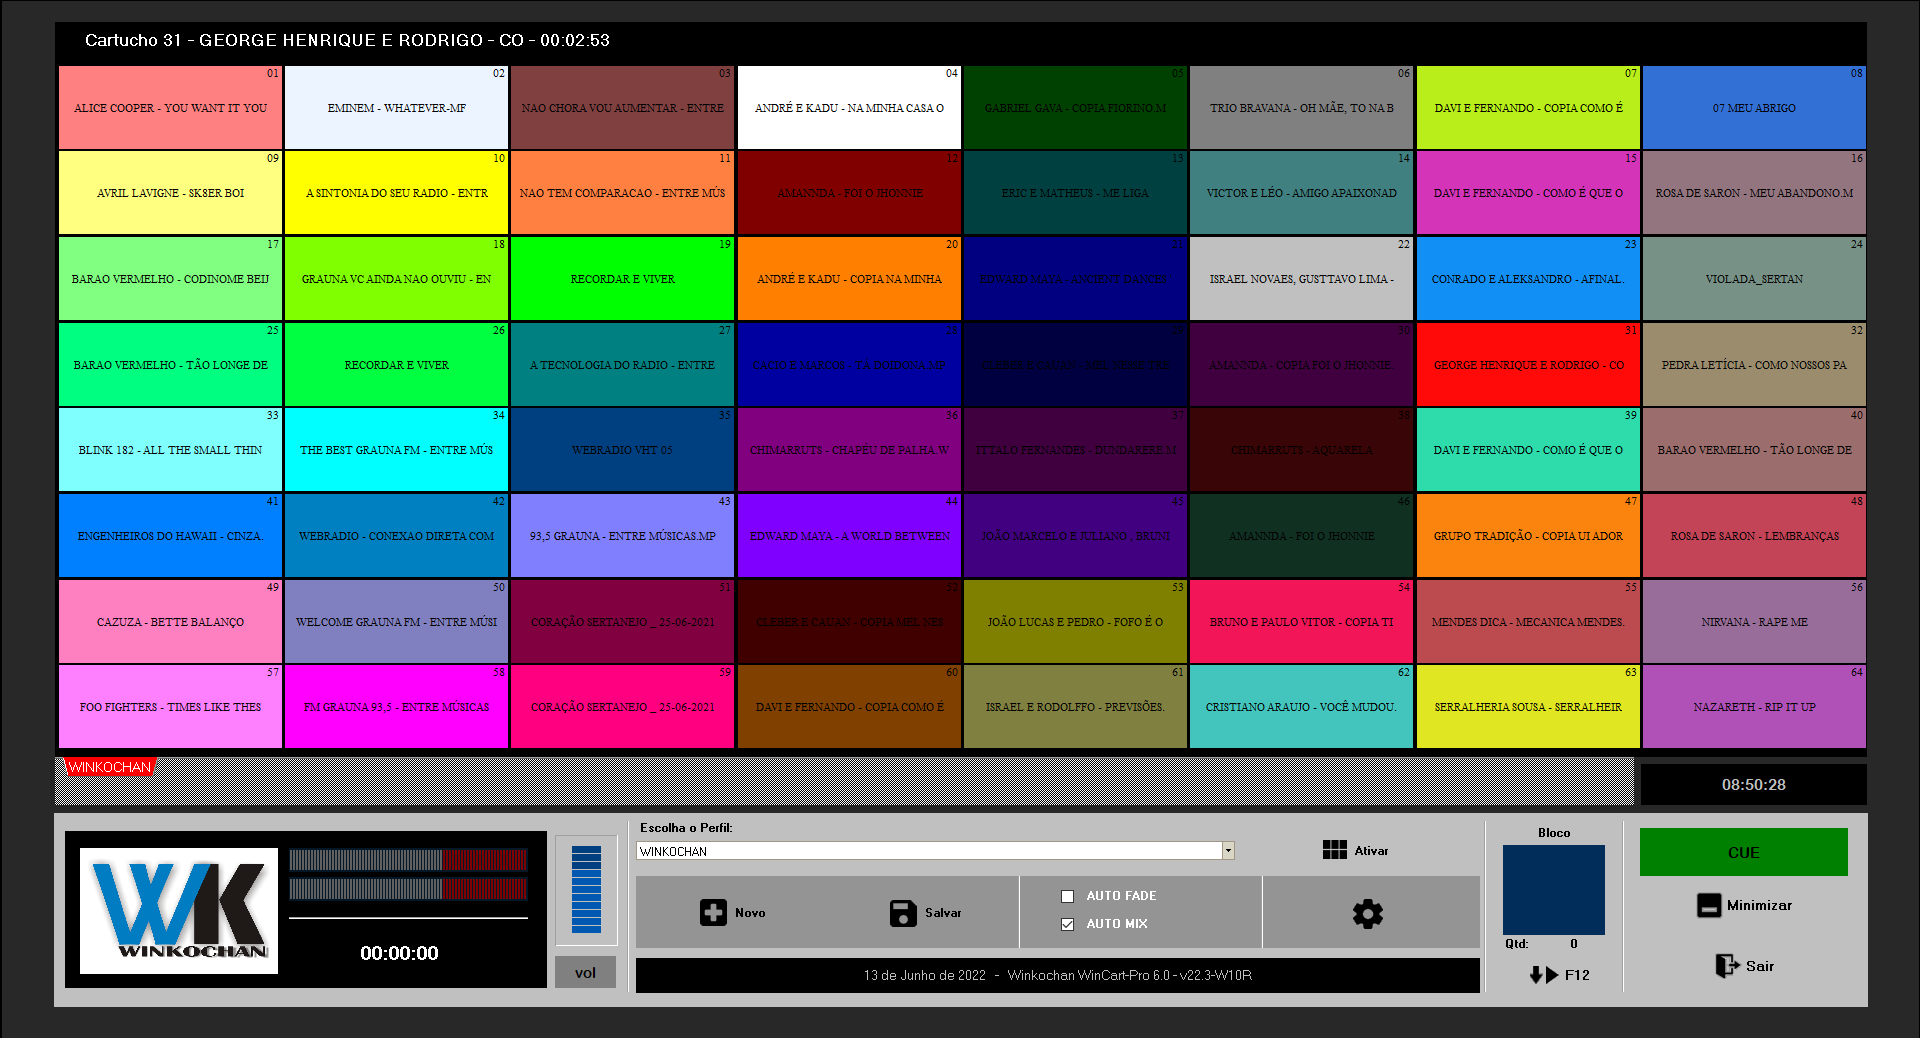 Cartucho 31 - GEORGE HENRIQUE E RODRIGO - CO - 00:02:53
01 02 03 04 05 06 07 08
ALICE COOPER - YOU WANT IT YOU
EMINEM - WHATEVER-MF
NAO CHORA VOU AUMENTAR - ENTRE
ANDRÉ E KADU - NA MINHA CASA O
GABRIEL GAVA - COPIA FIORINO.M
TRIO BRAVANA - OH MÃE, TO NA B
DAVI E FERNANDO - COPIA COMO É
07 MEU ABRIGO
09 10 11 12 13 14 15 16
AVRIL LAVIGNE - SK8ER BOI
A SINTONIA DO SEU RADIO - ENTR
NAO TEM COMPARACAO - ENTRE MÚS
AMANNDA - FOI O JHONNIE
ERIC E MATHEUS - ME LIGA
VICTOR E LÉO - AMIGO APAIXONAD
DAVI E FERNANDO - COMO É QUE O
ROSA DE SARON - MEU ABANDONO.M
17 18 19 20 22 23 24
BARAO VERMELHO - CODINOME BEIJ
GRAUNA VC AINDA NAO OUVIU - EN
RECORDAR E VIVER
ANDRÉ E KADU - COPIA NA MINHA
EDWARD MAYA - ANCIENT
ISRAEL NOVAES, GUSTTAVO LIMA -
CONRADO E ALEKSANDRO - AFINAL.
VIOLADA_SERTAN
25 26 27 28 29 30 31 32
BARAO VERMELHO - TÃO LONGE DE
RECORDAR E VIVER
A TECNOLOGIA DO RADIO - ENTRE
CACIO E MARCOS - TÁ DOIDONA.MP
AMANNDA - COPIA FOI O JHONNIE.
GEORGE HENRIQUE E RODRIGO - CO
PEDRA LETÍCIA - COMO NOSSOS PA
33 34 35 36 37 38 39 40
BLINK 182 - ALL THE SMALL THIN
THE BEST GRAUNA FM - ENTRE MÚS
WEBRADIO VHT 05
CHIMARRUTS - CHAPÉU DE PALHA.W
ITTALO FERNANDES - DUNDARERE M
CHIMARRUTS - AQUARELA
DAVI E FERNANDO - COMO É QUE O
BARAO VERMELHO - TÃO LONGE DE
41 42 43 44 45 46 47 48
ENGENHEIROS DO HAWAII - CINZA.
WEBRADIO - CONEXAO DIRETA COM
93,5 GRAUNA - ENTRE MÚSICAS.MP
EDWARD MAYA - A WORLD BETWEEN
JOÃO MARCELO E JULIANO , BRUNI
AMANNDA - FOI O JHONNIE
GRUPO TRADIÇÃO - COPIA UI ADOR
ROSA DE SARON - LEMBRANÇAS
49 50 51 52 53 54 55 56
CAZUZA - BETTE BALANÇO
WELCOME GRAUNA FM - ENTRE MÚSI
CORAÇÃO SERTANEJO _ 25-06-2021
CLEBER E CAUAN - COPIA MEL NES
JOÃO LUCAS E PEDRO - FOFO É O
BRUNO E PAULO VITOR - COPIA TI
MENDES DICA - MECANICA MENDES.
NIRVANA - RAPE ME
57 58 59 60 61 62 63 64
FOO FIGHTERS - TIMES LIKE THES
FM GRAUNA 93,5 - ENTRE MÚSICAS
CORAÇÃO SERTANEJO _ 25-06-2021
DAVI E FERNANDO - COPIA COMO É
ISRAEL E RODOLFFO - PREVISÕES.
CRISTIANO ARAUJO - VOCÊ MUDOU.
SERRALHERIA SOUSA - SERRALHEIR
NAZARETH - RIP IT UP
WINKOCHAN
08:50:28
WK
WINKOCHAN
00:00:00
vol
Escolha o Perfil:
WINKOCHAN
Ativar
Novo
Salvar
AUTO FADE
AUTO MIX
13 de Junho de 2022 - Winkochan WinCart-Pro 6.0 - v22.3-W10R
Bloco
Qtd: 0
F12
CUE
Minimizar
Sair